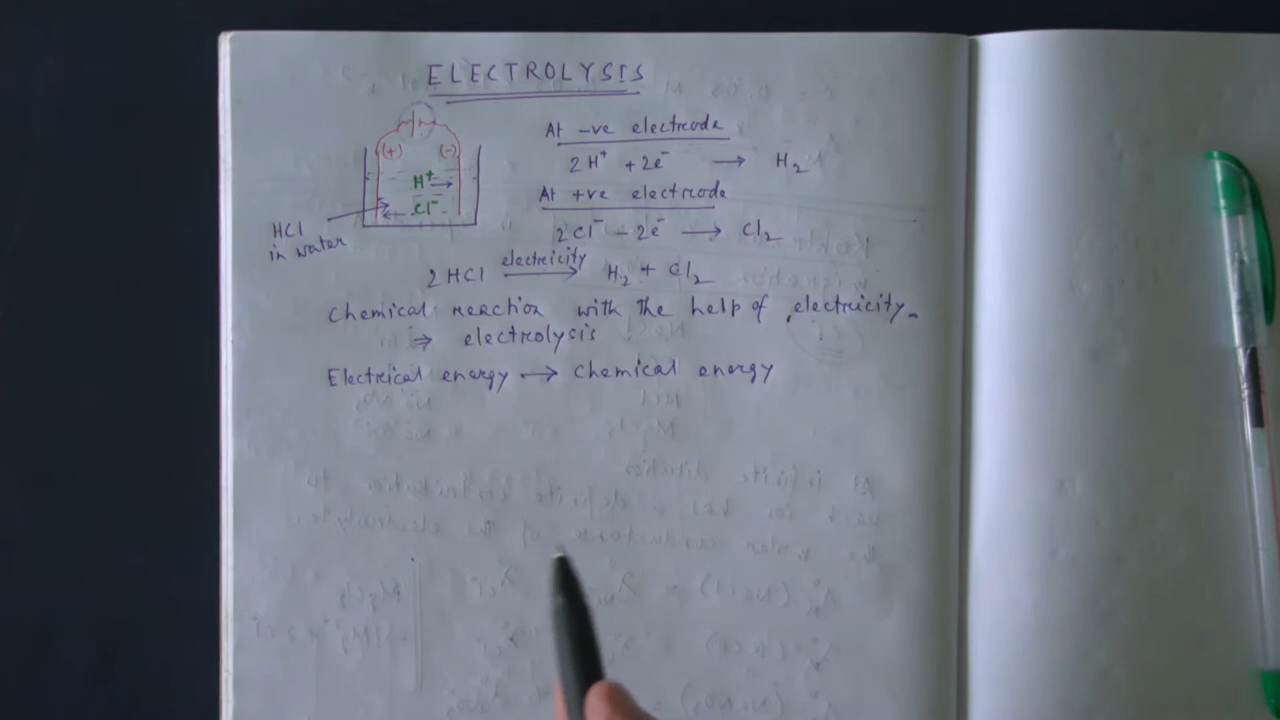 ELECTROLYSIS
(+) (-)
H⁺ →
Cl⁻
←
HCl
in water
At -ve electrode
2H⁺ + 2e⁻ → H₂
At +ve electrode
2Cl⁻ - 2e⁻ → Cl₂
electricity
2HCl → H₂ + Cl₂
Chemical reaction with the help of electricity.
⇒ electrolysis
Electrical energy → Chemical energy